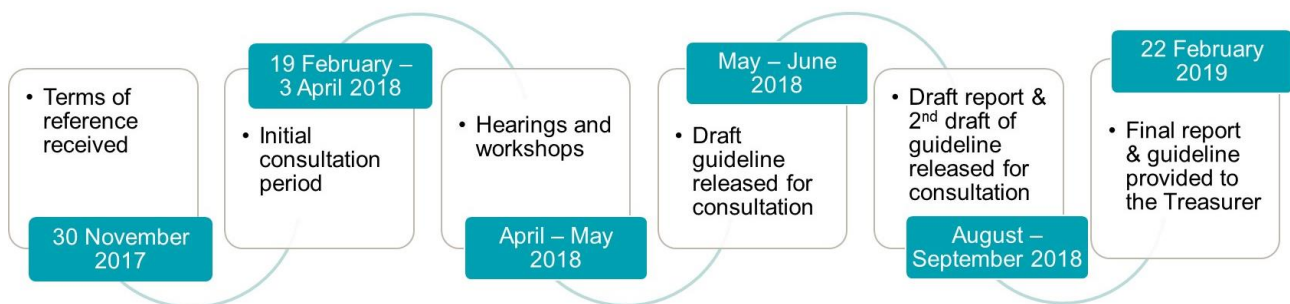 • Terms of
reference
received
30 November
2017
19 February –
3 April 2018
• Initial
consultation
period
• Hearings and
workshops
April – May
2018
May – June
2018
• Draft
guideline
released for
consultation
• Draft report &
2nd draft of
guideline
released for
consultation
August –
September 2018
22 February
2019
• Final report
& guideline
provided to
the Treasurer